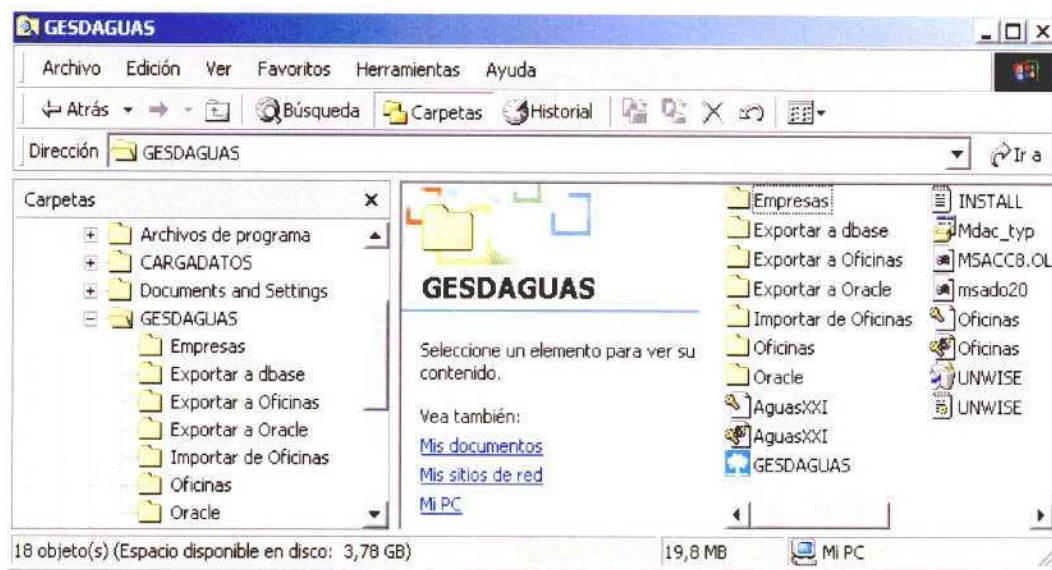 GESDAGUAS
Archivo Edición Ver Favoritos Herramientas Ayuda
Atrás Búsqueda Carpetas Historial
Dirección GESDAGUAS Ir a
Carpetas
Archivos de programa
CARGADATOS
Documents and Settings
GESDAGUAS
Empresas
Exportar a dbase
Exportar a Oficinas
Exportar a Oracle
Importar de Oficinas
Oficinas
Oracle
GESDAGUAS
Seleccione un elemento para ver su
contenido.
Vea también:
Mis documentos
Mis sitios de red
Mi PC
Empresas
Exportar a dbase
Exportar a Oficinas
Exportar a Oracle
Importar de Oficinas
Oficinas
Oracle
AguasXXI
AguasXXI
GESDAGUAS
INSTALL
Mdac_typ
MSACC8.OL
msado20
Oficinas
Oficinas
UNWISE
UNWISE
18 objeto(s) (Espacio disponible en disco: 3,78 GB) 19,8 MB Mi PC